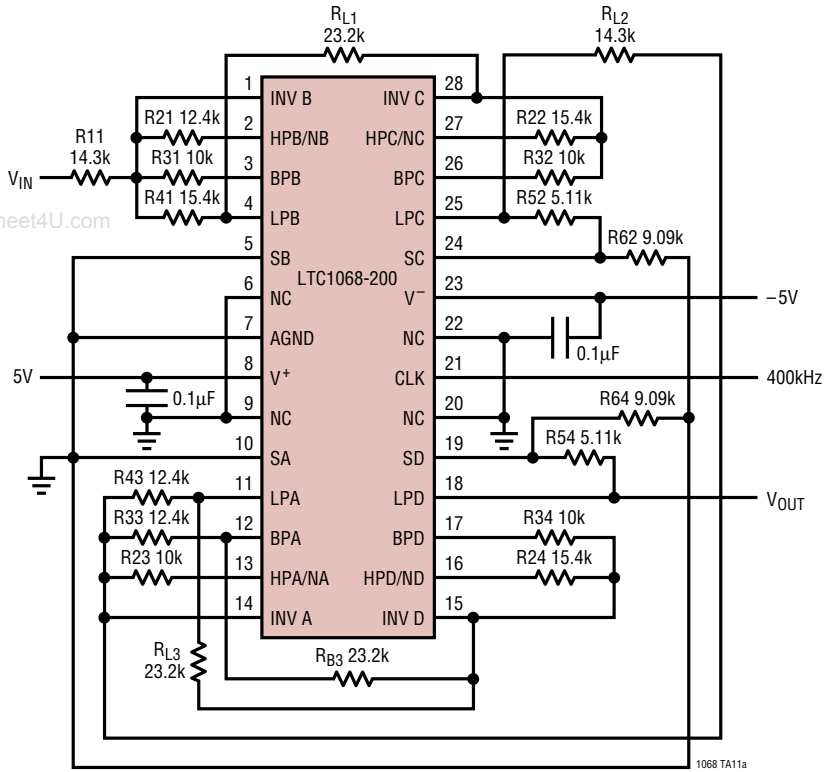 RL1
23.2k
RL2
14.3k
1
INV B
INV C
28
R21 12.4k
2
HPB/NB
HPC/NC
27
R22 15.4k
R11
14.3k
VIN
R31 10k
3
BPB
BPC
26
R32 10k
R41 15.4k
4
LPB
LPC
25
R52 5.11k
heet4U.com
5
SB
SC
24
R62 9.09k
LTC1068-200
6
NC
V–
23
–5V
7
AGND
NC
22
0.1µF
5V
8
V+
CLK
21
400kHz
0.1µF
9
NC
NC
20
R64 9.09k
10
SA
SD
19
R54 5.11k
R43 12.4k
11
LPA
LPD
18
VOUT
R33 12.4k
12
BPA
BPD
17
R34 10k
R23 10k
13
HPA/NA
HPD/ND
16
R24 15.4k
14
INV A
INV D
15
RL3
23.2k
RB3 23.2k
1068 TA11a